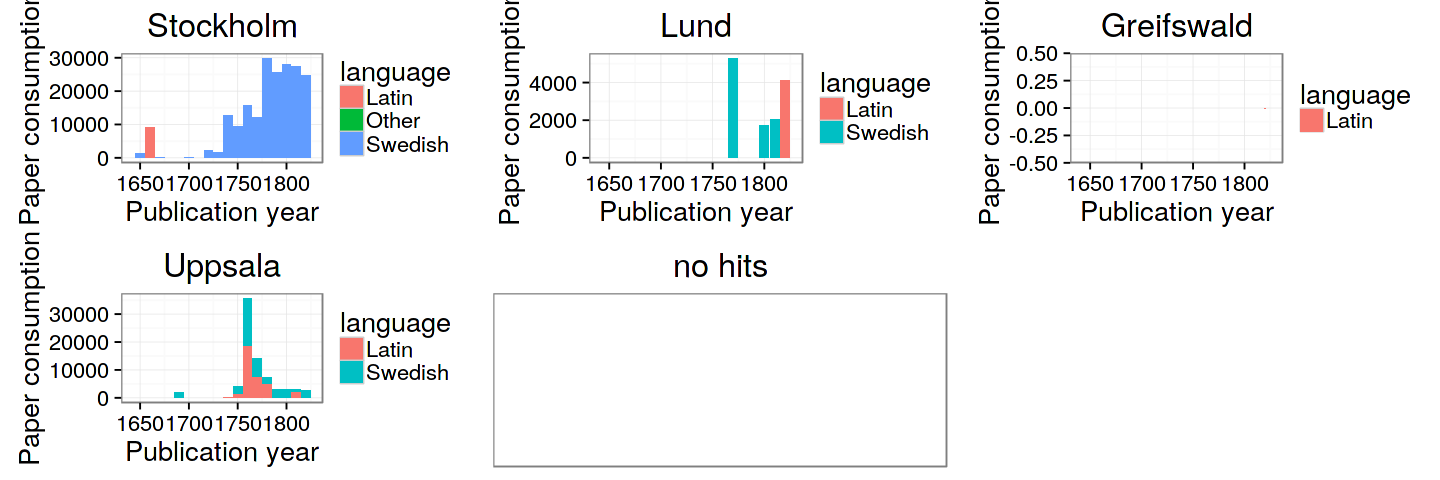 Stockholm
Paper consumption
30000
20000
10000
0
1650 1700 1750 1800
Publication year
language
Latin
Other
Swedish
Lund
Paper consumption
4000
2000
0
1650 1700 1750 1800
Publication year
language
Latin
Swedish
Greifswald
Paper consumption
0.50
0.25
0.00
-0.25
-0.50
1650 1700 1750 1800
Publication year
language
Latin
Uppsala
Paper consumption
30000
20000
10000
0
1650 1700 1750 1800
Publication year
language
Latin
Swedish
no hits